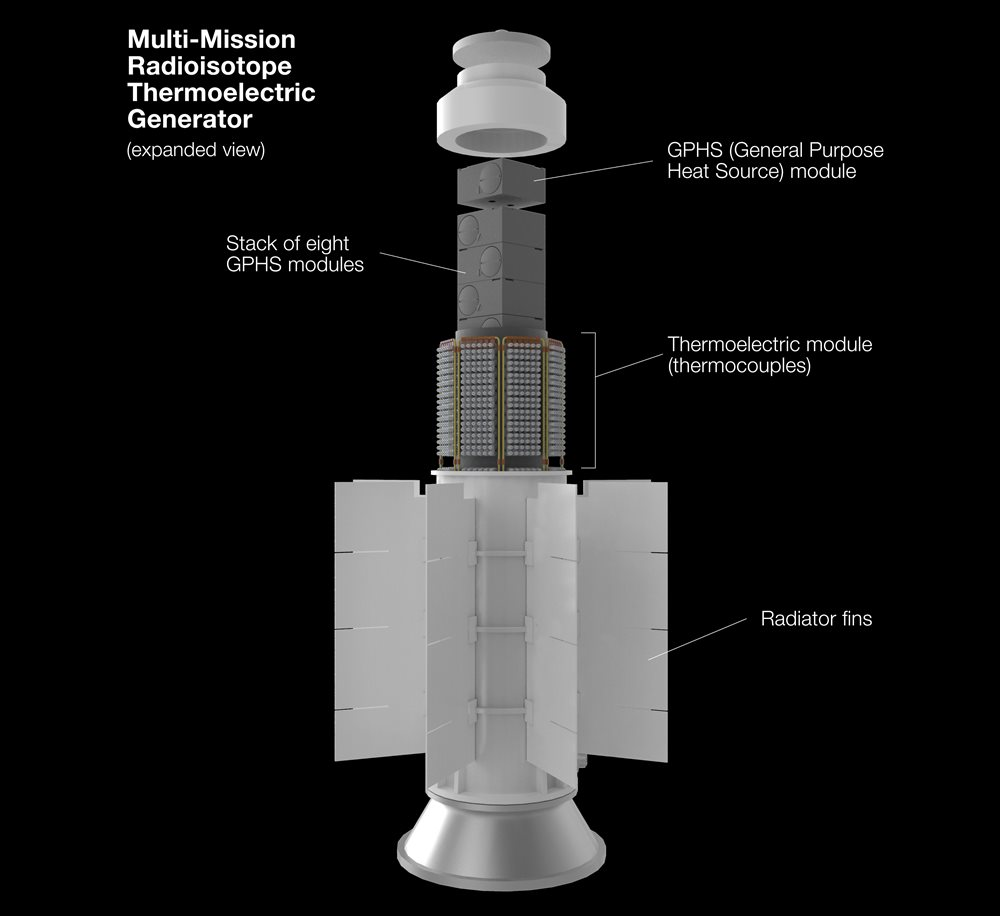 Multi-Mission
Radioisotope
Thermoelectric
Generator
(expanded view)
GPHS (General Purpose
Heat Source) module
Stack of eight
GPHS modules
Thermoelectric module
(thermocouples)
Radiator fins